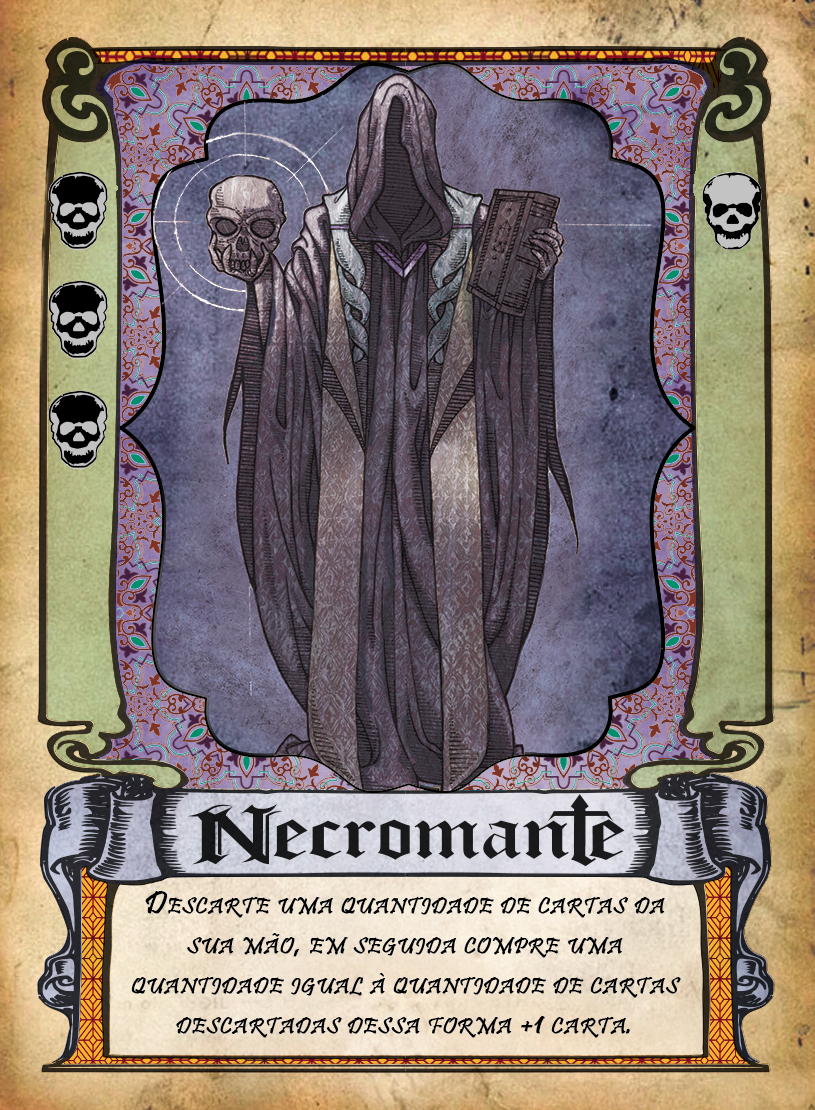 Necromante
Descarte uma quantidade de cartas da
sua mão, em seguida compre uma
quantidade igual à quantidade de cartas
descartadas dessa forma +1 carta.